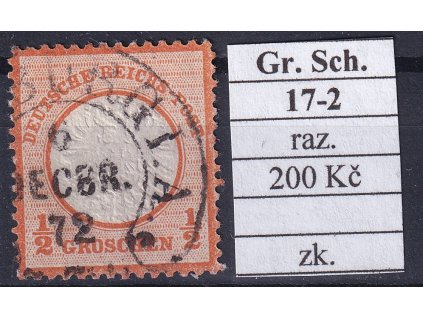 DEUTSCHE REICHS-POST
DECBR.
72
1/2 GROSCHEN 1/2
Gr. Sch.
17-2
raz.
200 Kč
zk.